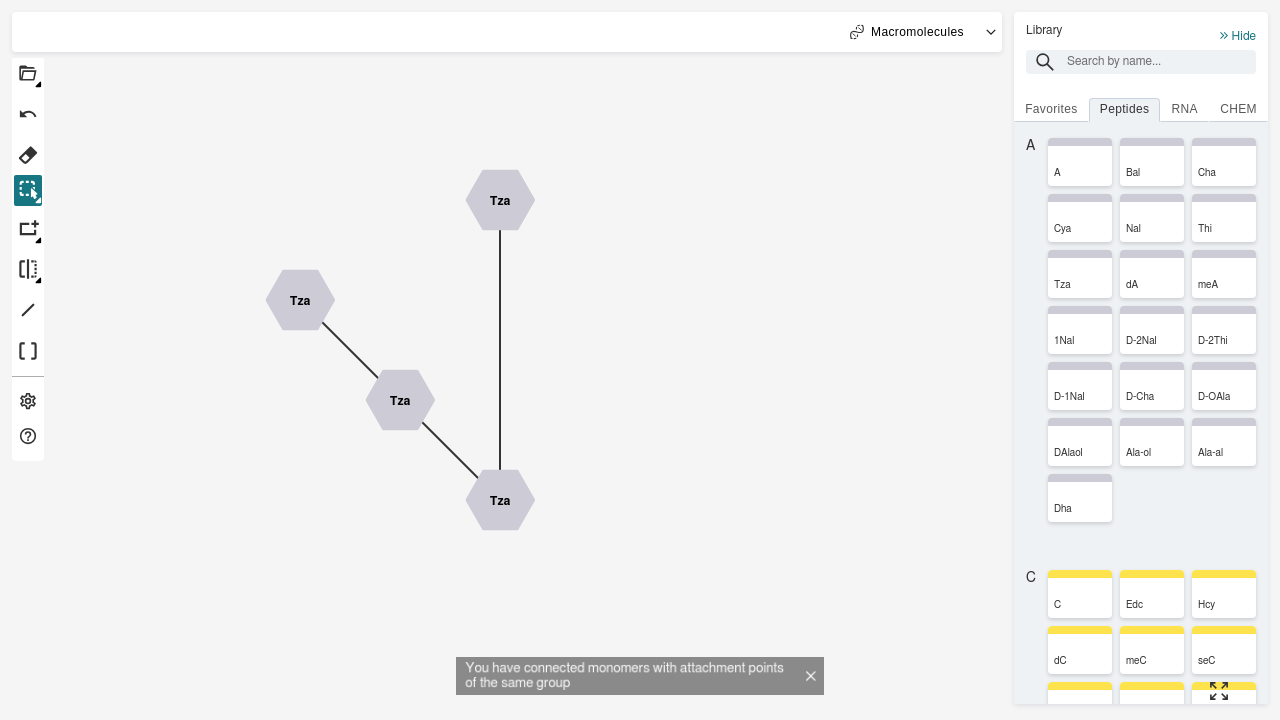 Macromolecules
Library
Hide
Search by name...
Favorites Peptides RNA CHEM
A
A Bal Cha
Cya Nal Thi
Tza dA meA
1Nal D-2Nal D-2Thi
D-1Nal D-Cha D-OAla
DAlaol Ala-ol Ala-al
Dha
C
C Edc Hcy
dC meC seC
Tza
Tza
Tza
Tza
You have connected monomers with attachment points
of the same group